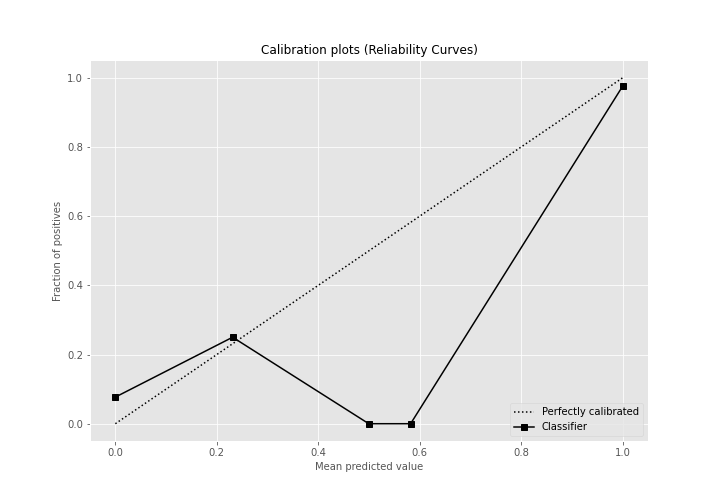 Calibration plots (Reliability Curves)
1.0
0.8
0.6
0.4
0.2
0.0
Fraction of positives
0.0 0.2 0.4 0.6 0.8 1.0
Mean predicted value
Perfectly calibrated
Classifier